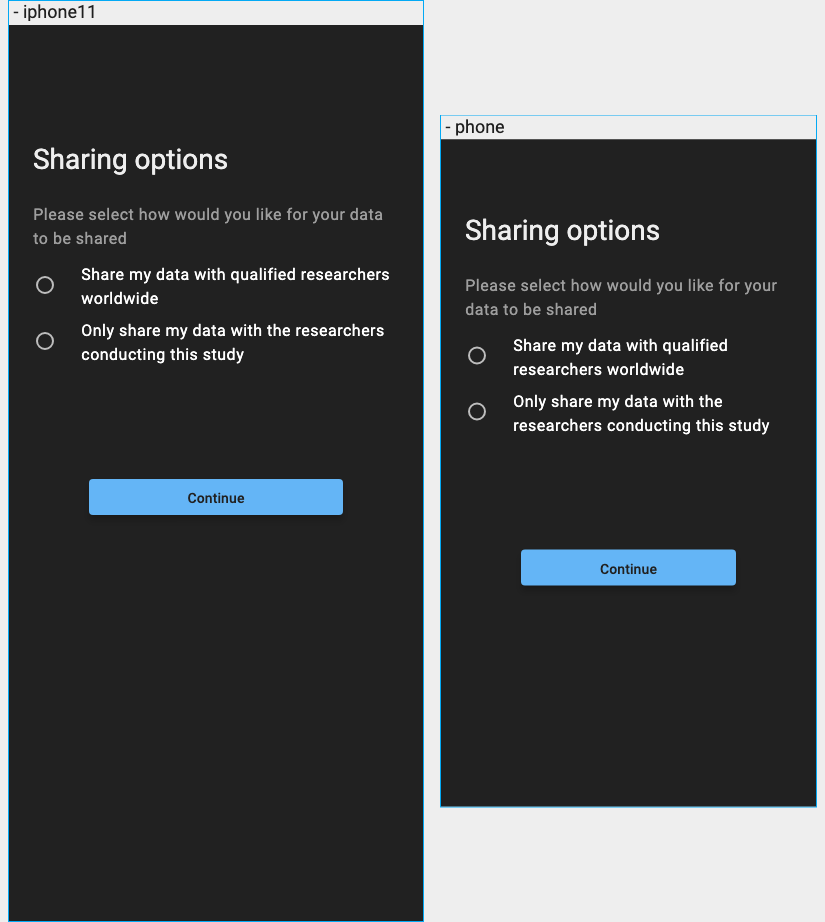 - iphone11
Sharing options
Please select how would you like for your data
to be shared
Share my data with qualified researchers
worldwide
Only share my data with the researchers
conducting this study
Continue
- phone
Sharing options
Please select how would you like for your
data to be shared
Share my data with qualified
researchers worldwide
Only share my data with the
researchers conducting this study
Continue